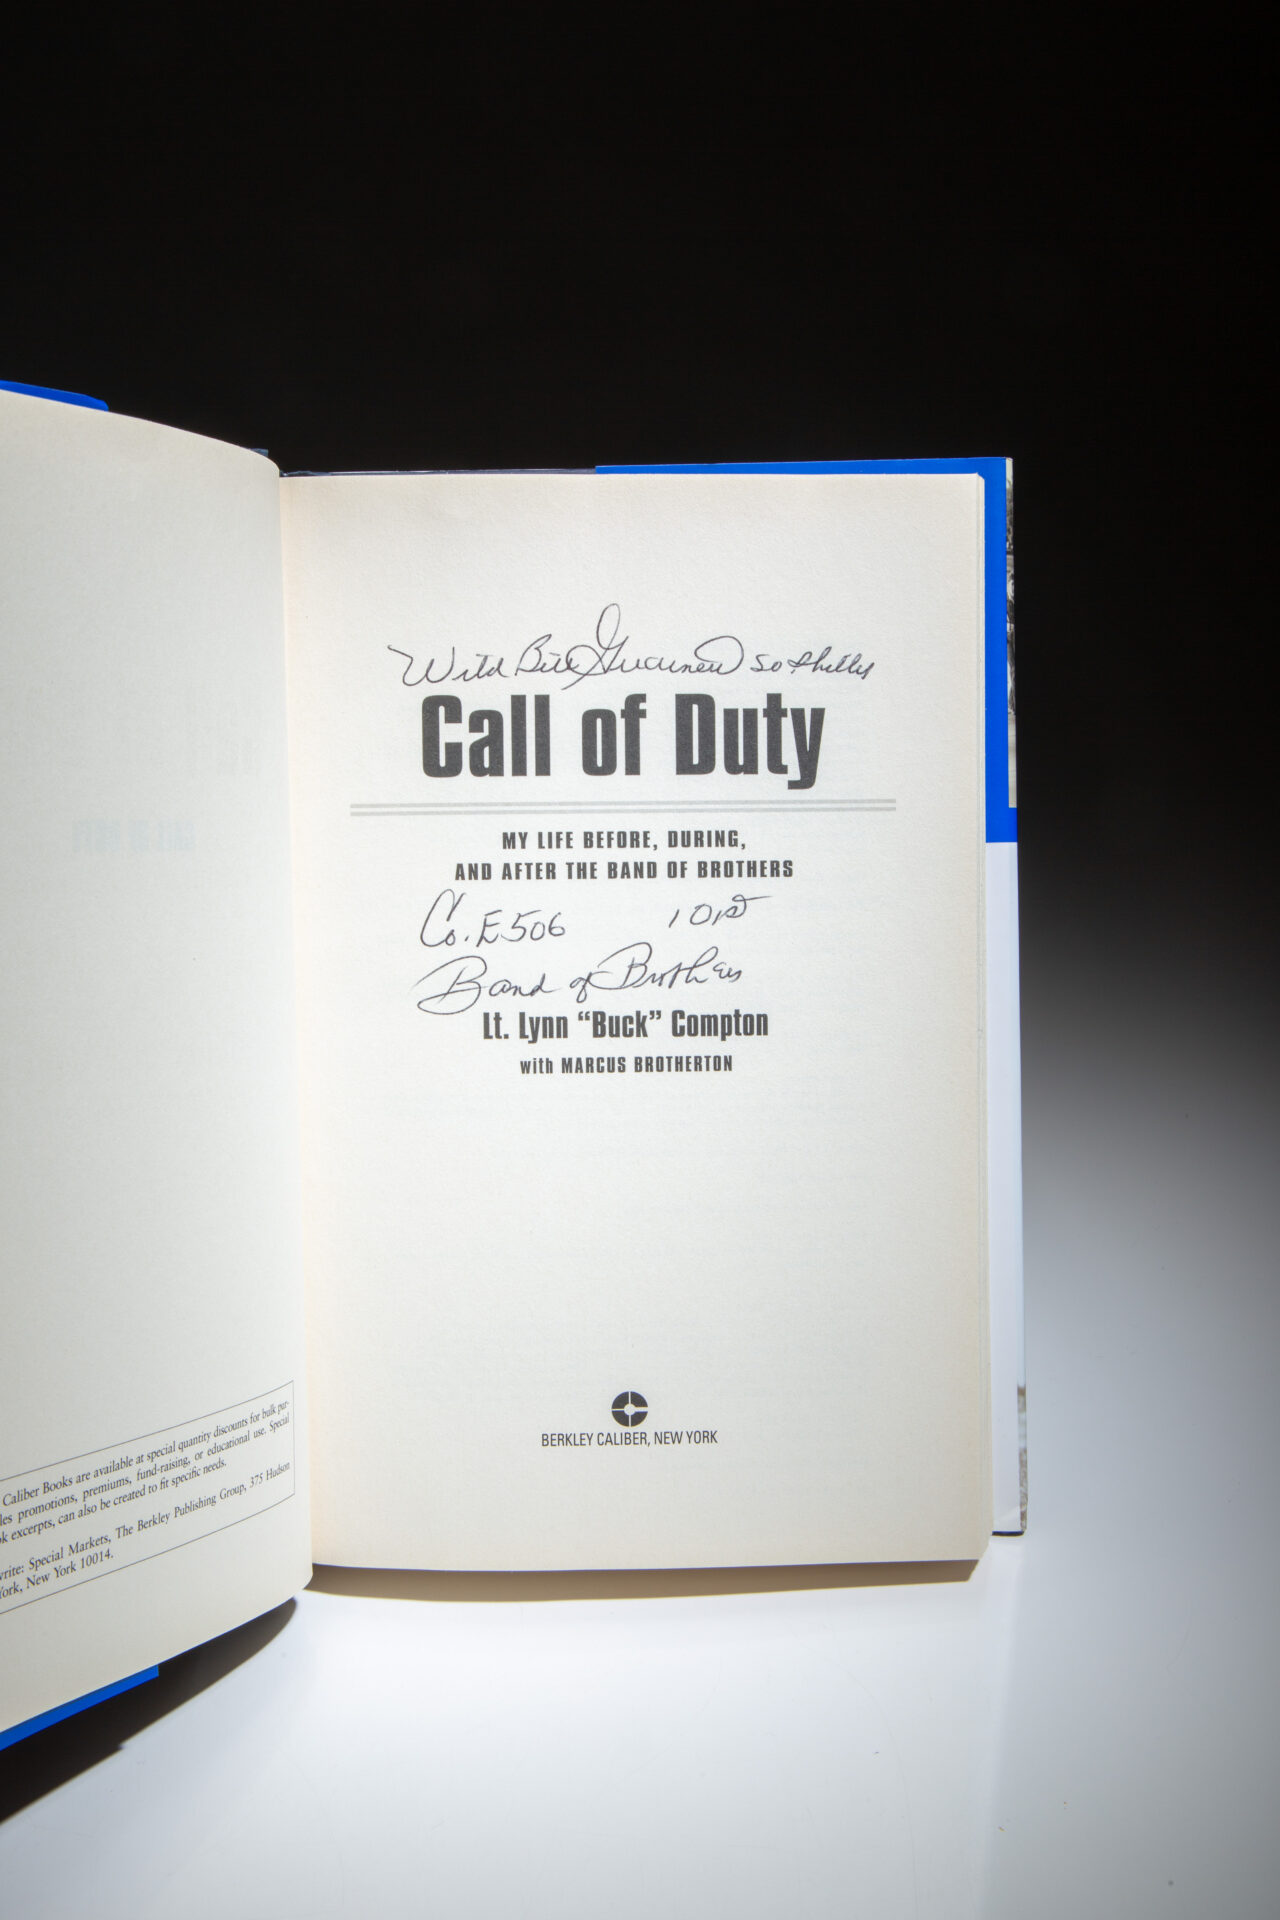 Caliber Books are available at special quantity discounts for bulk pur-
les promotions, premiums, fund-raising, or educational use. Special
k excerpts, can also be created to fit specific needs.
write: Special Markets, The Berkley Publishing Group, 375 Hudson
York, New York 10014.
Wild Bill Guarnere So Philly
Call of Duty
MY LIFE BEFORE, DURING,
AND AFTER THE BAND OF BROTHERS
Co. E 506 101st
Band of Brothers
Lt. Lynn “Buck” Compton
with MARCUS BROTHERTON
BERKLEY CALIBER, NEW YORK